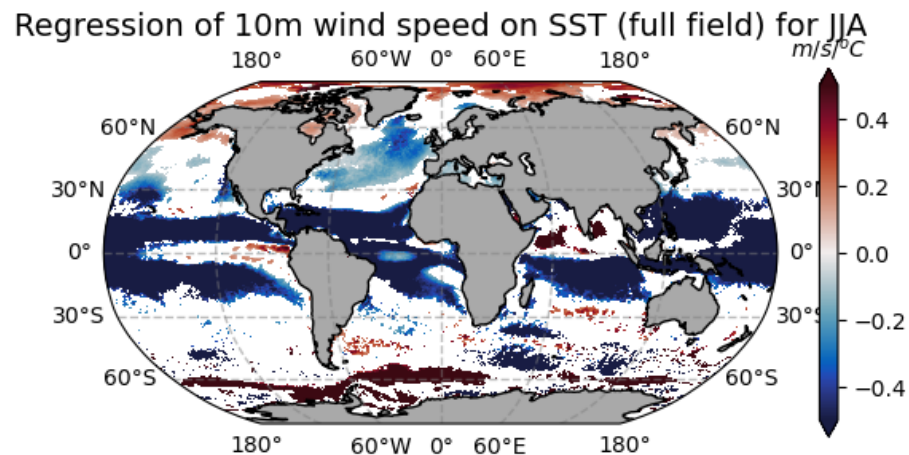 Regression of 10m wind speed on SST (full field) for JJA
m/s/°C
180° 60°W 0° 60°E 180°
60°N 60°N 0.4
30°N 30°N 0.2
0° 0° 0.0
30°S 30°S −0.2
60°S 60°S −0.4
180° 60°W 0° 60°E 180°